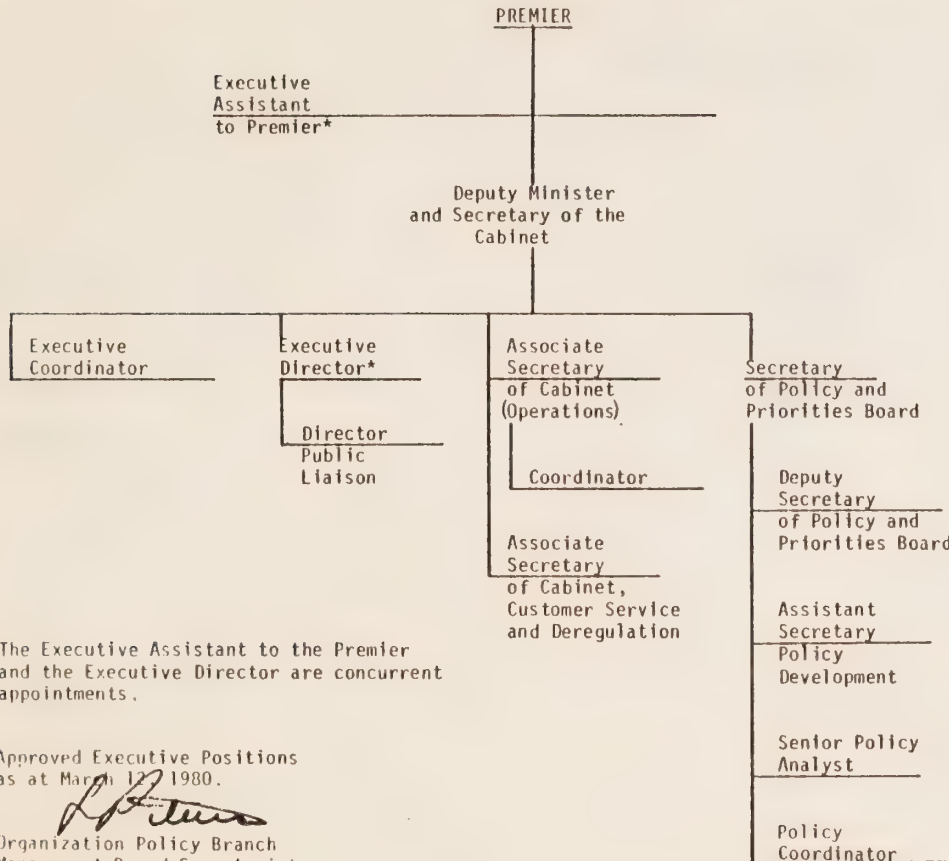 PREMIER
Executive
Assistant
to Premier*
Deputy Minister
and Secretary of the
Cabinet
Executive
Coordinator
Executive
Director*
Director
Public
Liaison
Associate
Secretary
of Cabinet
(Operations)
Coordinator
Associate
Secretary
of Cabinet,
Customer Service
and Deregulation
Secretary
of Policy and
Priorities Board
Deputy
Secretary
of Policy and
Priorities Board
Assistant
Secretary
Policy
Development
Senior Policy
Analyst
Policy
Coordinator
The Executive Assistant to the Premier
and the Executive Director are concurrent
appointments.
Approved Executive Positions
as at March 12, 1980.
Organization Policy Branch